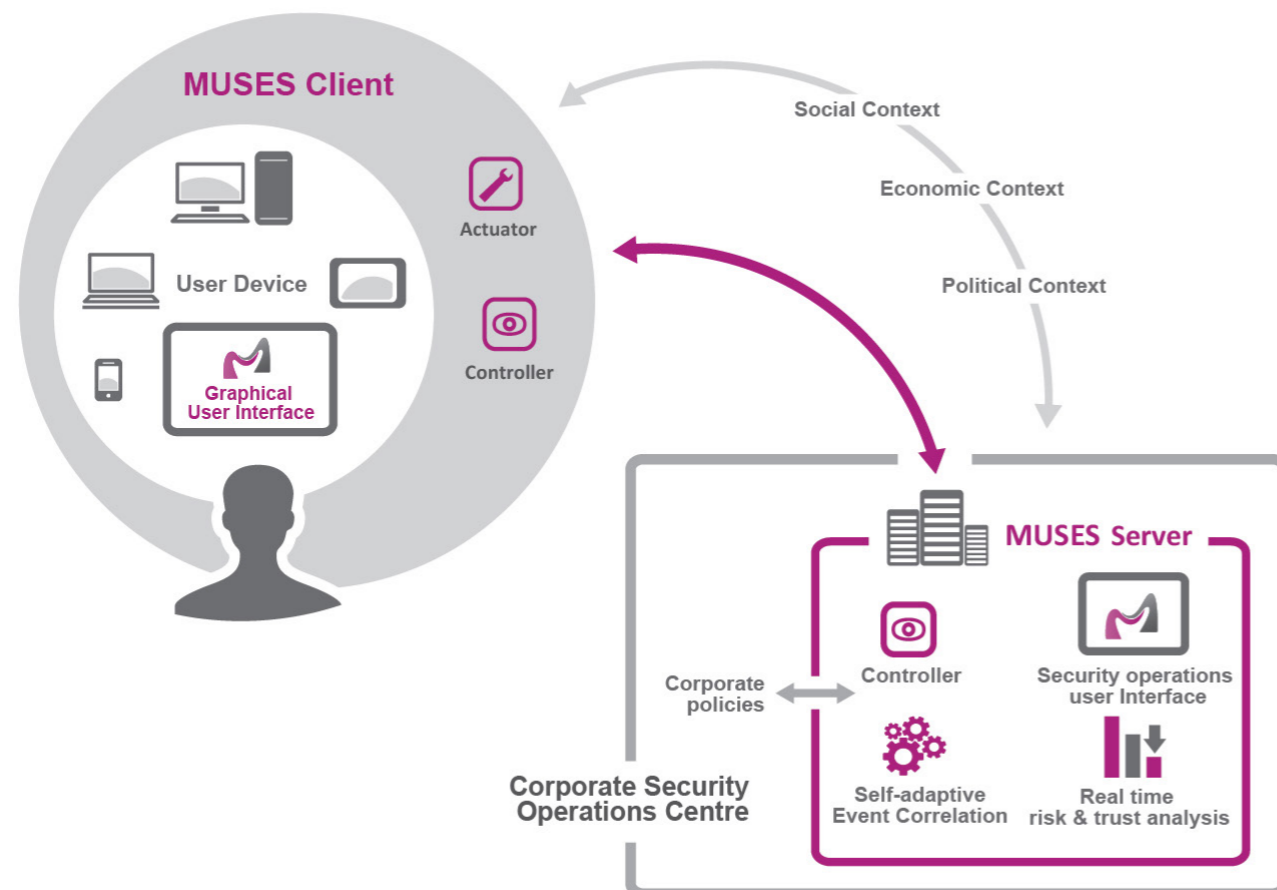 MUSES Client
Social Context
Actuator
Economic Context
User Device
Political Context
Controller
Graphical
User Interface
MUSES Server
Controller
Security operations
user Interface
Corporate
policies
Self-adaptive
Event Correlation
Real time
risk & trust analysis
Corporate Security
Operations Centre